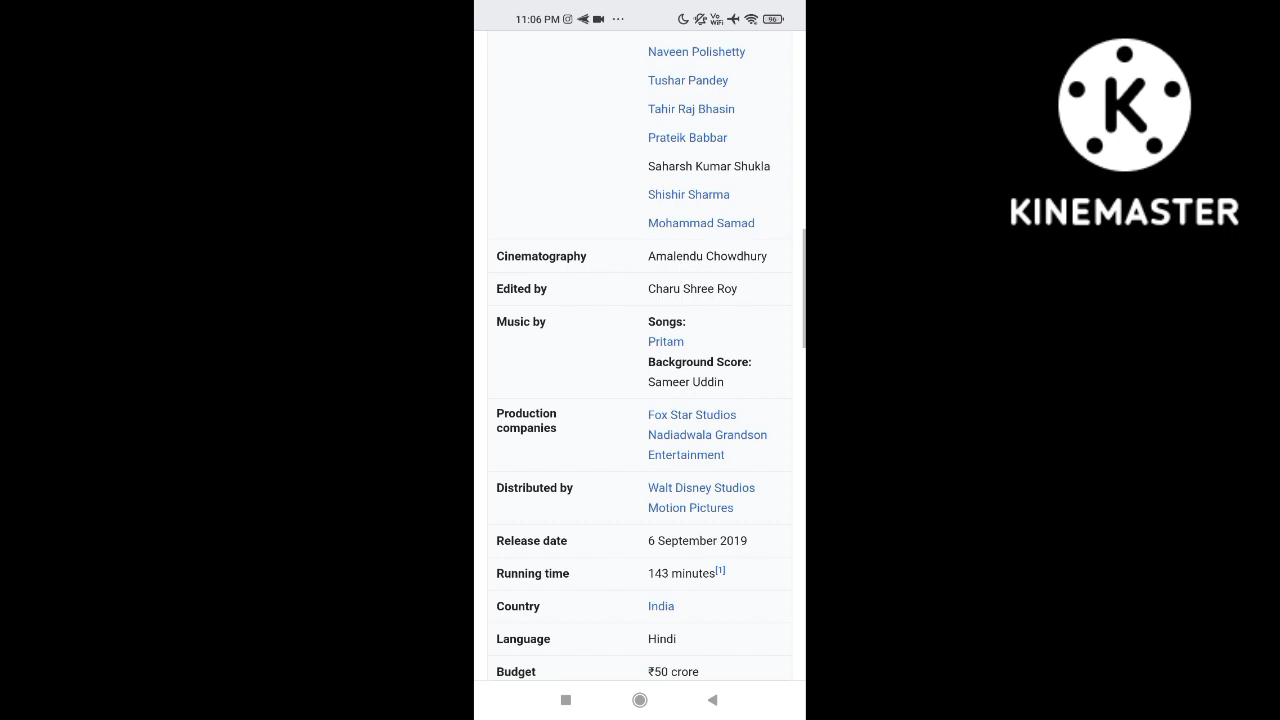 11:06 PM
Vo
WiFi
96
Naveen Polishetty
Tushar Pandey
Tahir Raj Bhasin
Prateik Babbar
Saharsh Kumar Shukla
Shishir Sharma
Mohammad Samad
Cinematography Amalendu Chowdhury
Edited by Charu Shree Roy
Music by Songs:
Pritam
Background Score:
Sameer Uddin
Production Fox Star Studios
companies Nadiadwala Grandson
Entertainment
Distributed by Walt Disney Studios
Motion Pictures
Release date 6 September 2019
Running time 143 minutes[1]
Country India
Language Hindi
Budget ₹50 crore
K
KINEMASTER